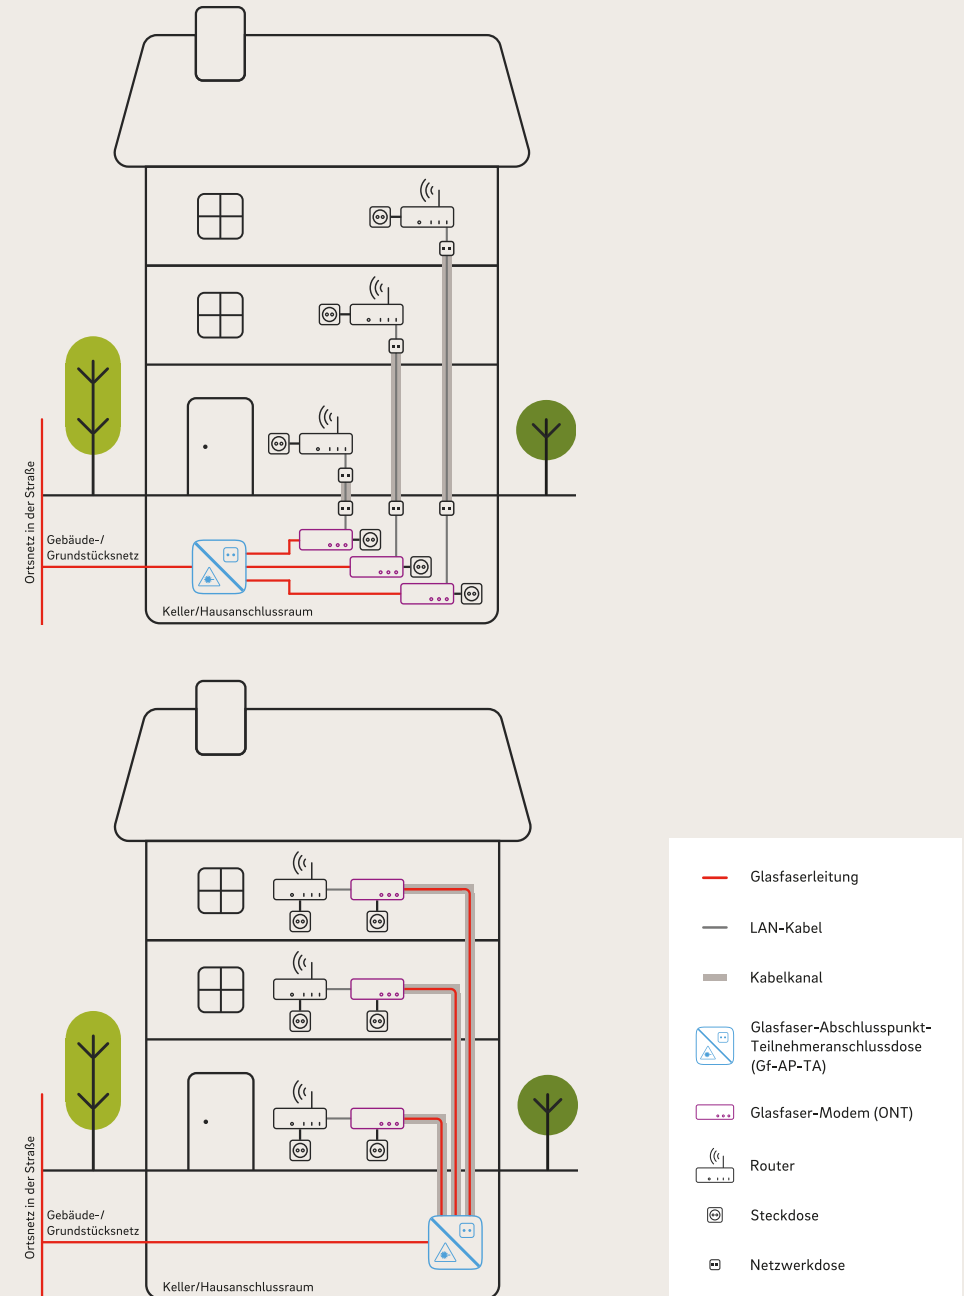 Ortsnetz in der Straße
Gebäude-/
Grundstücksnetz
Keller/Hausanschlussraum
Ortsnetz in der Straße
Gebäude-/
Grundstücksnetz
Keller/Hausanschlussraum
Glasfaserleitung
LAN-Kabel
Kabelkanal
Glasfaser-Abschlusspunkt-
Teilnehmeranschlussdose
(Gf-AP-TA)
Glasfaser-Modem (ONT)
Router
Steckdose
Netzwerkdose